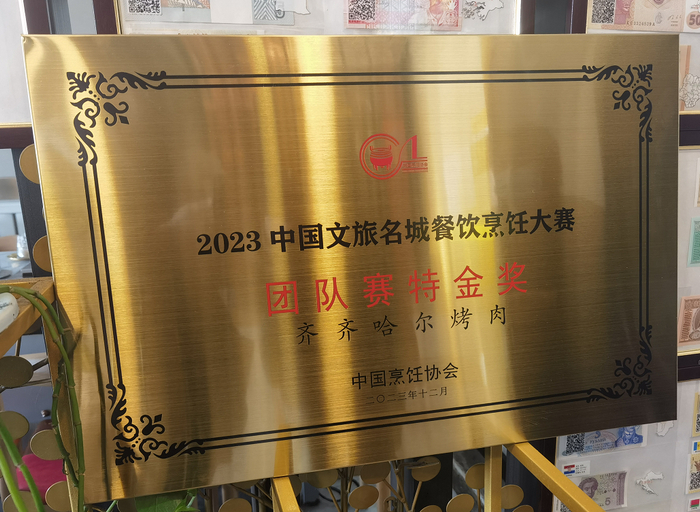 1
2023 中国文旅名城餐饮烹饪大赛
团队赛特金奖
齐齐哈尔烤肉
中国烹饪协会
二〇二三年十二月